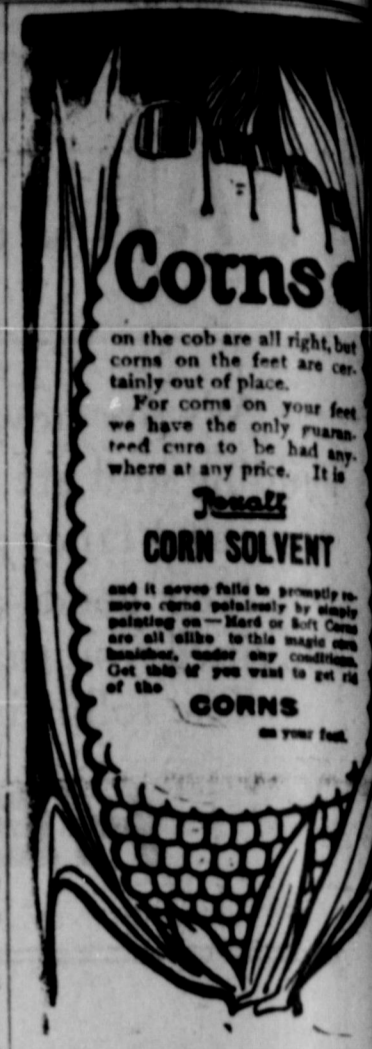 Corns
on the cob are all right, but
corns on the feet are cer-
tainly out of place.
For corns on your feet
we have the only guaran-
teed cure to be had any-
where at any price. It is
Rexall
CORN SOLVENT
and it never fails to promptly re-
move corns painlessly by simply
painting on — Hard or Soft Corns
are all alike to this magic corn
banisher, under any condition.
Get this if you want to get rid
of the
CORNS
on your feet.